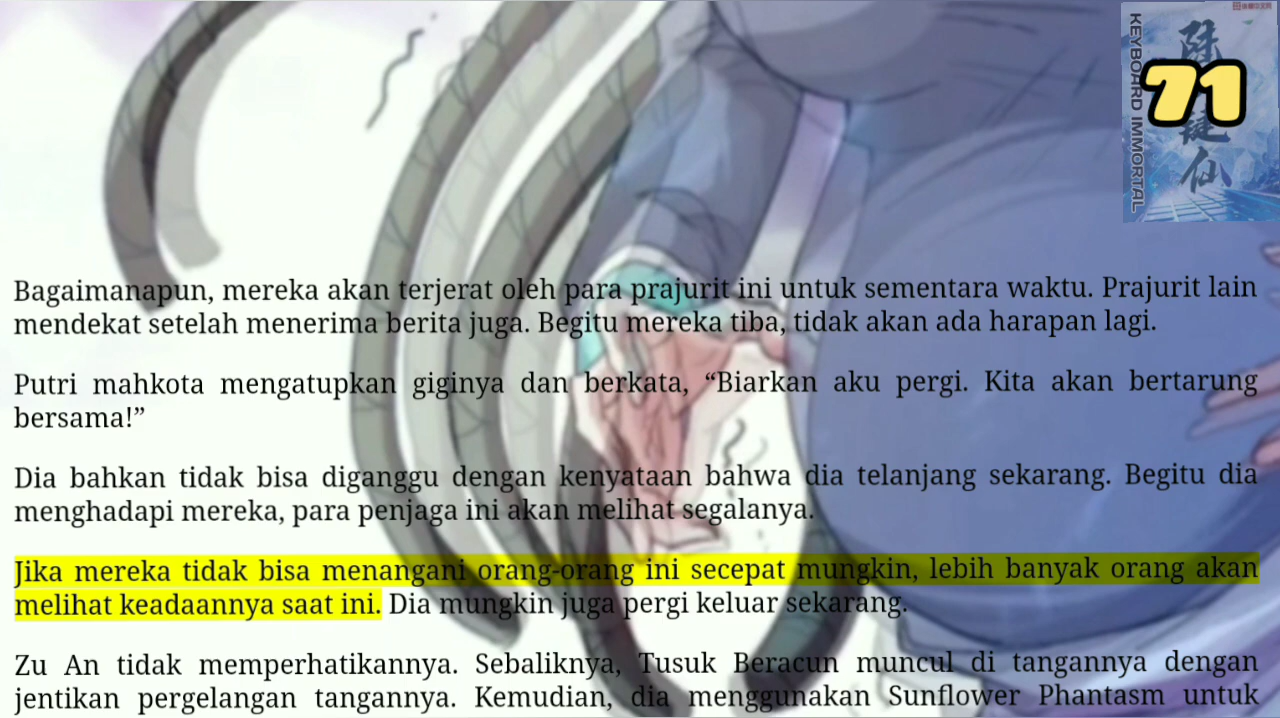 KEYBOARD IMMORTAL
71
Bagaimanapun, mereka akan terjerat oleh para prajurit ini untuk sementara waktu. Prajurit lain
mendekat setelah menerima berita juga. Begitu mereka tiba, tidak akan ada harapan lagi.
Putri mahkota mengatupkan giginya dan berkata, “Biarkan aku pergi. Kita akan bertarung
bersama!”
Dia bahkan tidak bisa diganggu dengan kenyataan bahwa dia telanjang sekarang. Begitu dia
menghadapi mereka, para penjaga ini akan melihat segalanya.
Jika mereka tidak bisa menangani orang-orang ini secepat mungkin, lebih banyak orang akan
melihat keadaannya saat ini. Dia mungkin juga pergi keluar sekarang.
Zu An tidak memperhatikannya. Sebaliknya, Tusuk Beracun muncul di tangannya dengan
jentikan pergelangan tangannya. Kemudian, dia menggunakan Sunflower Phantasm untuk